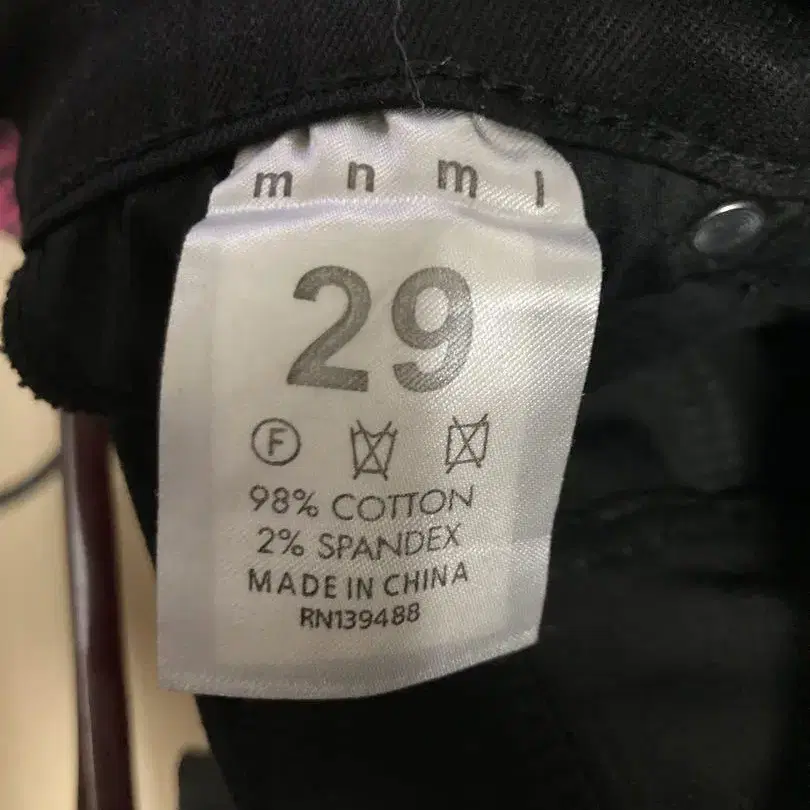 m n m l
29
F
98% COTTON
2% SPANDEX
MADE IN CHINA
RN139488